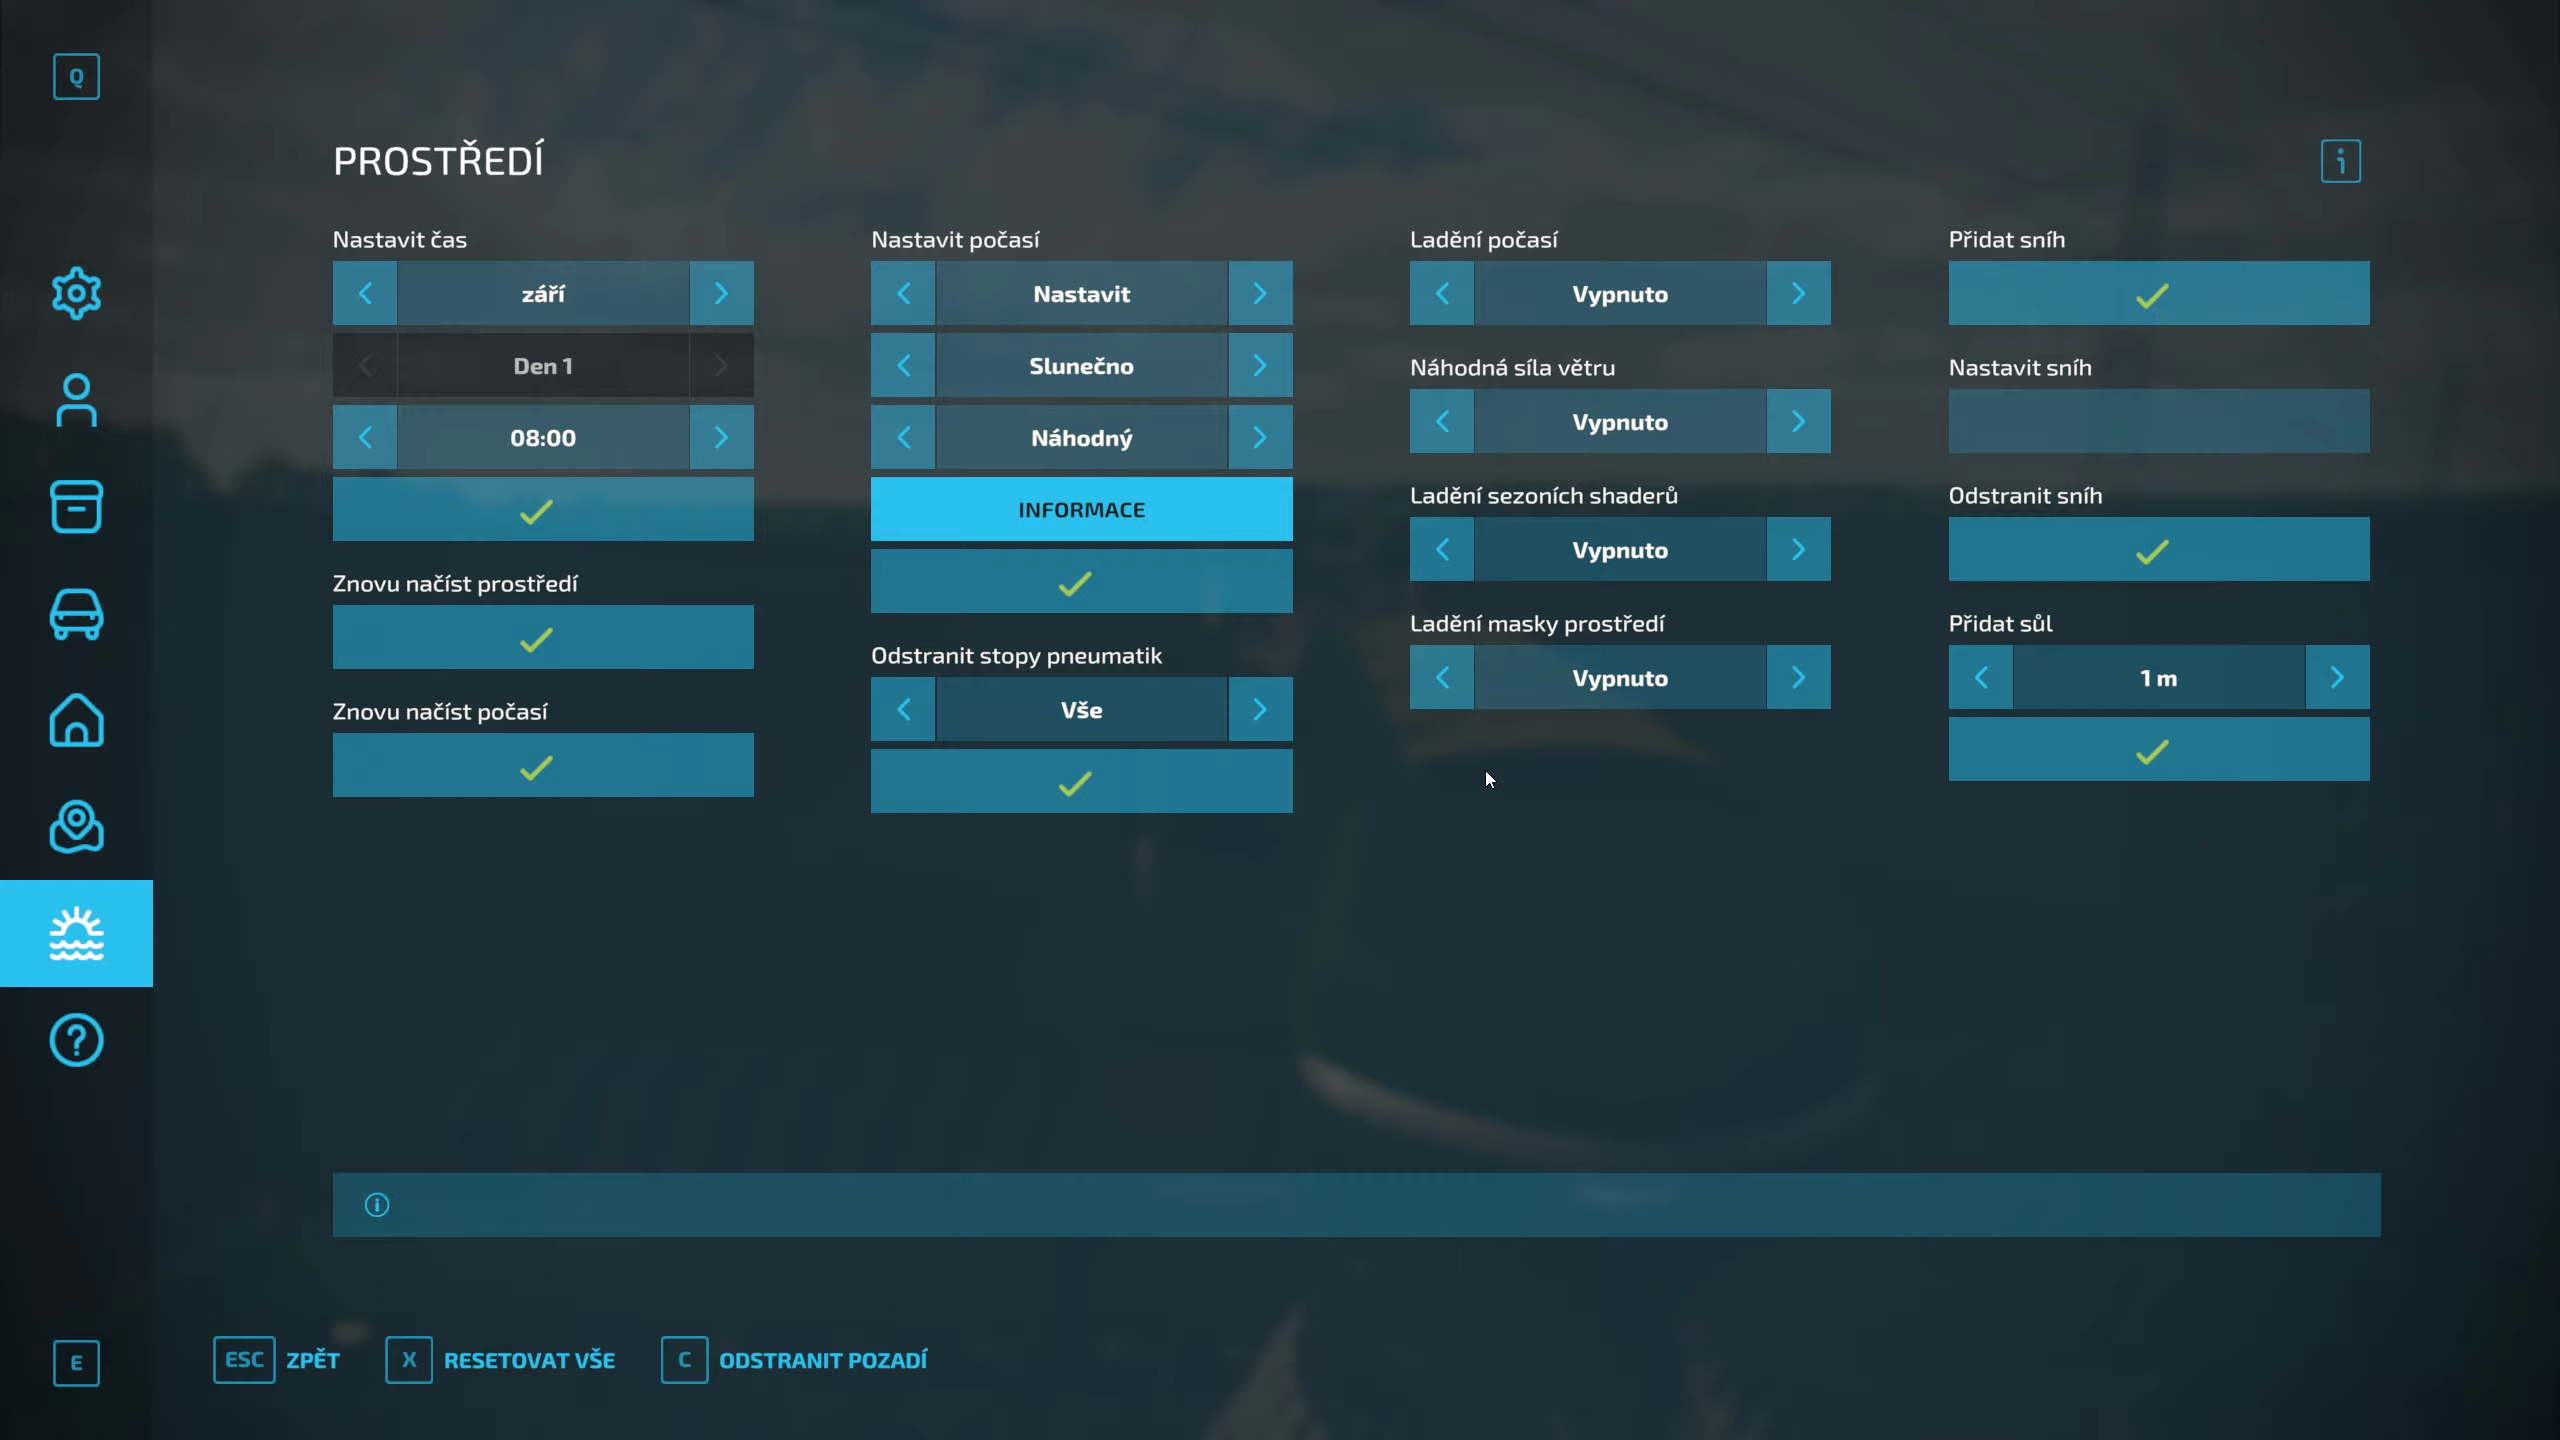 Q
PROSTŘEDÍ
Nastavit čas
září
Den 1
08:00
Znovu načíst prostředí
Znovu načíst počasí
Nastavit počasí
Nastavit
Slunečno
Náhodný
INFORMACE
Odstranit stopy pneumatik
Vše
Ladění počasí
Vypnuto
Náhodná síla větru
Vypnuto
Ladění sezoních shaderů
Vypnuto
Ladění masky prostředí
Vypnuto
Přidat sníh
Nastavit sníh
Odstranit sníh
Přidat sůl
1 m
E
ESC ZPĚT X RESETOVAT VŠE C ODSTRANIT POZADÍ